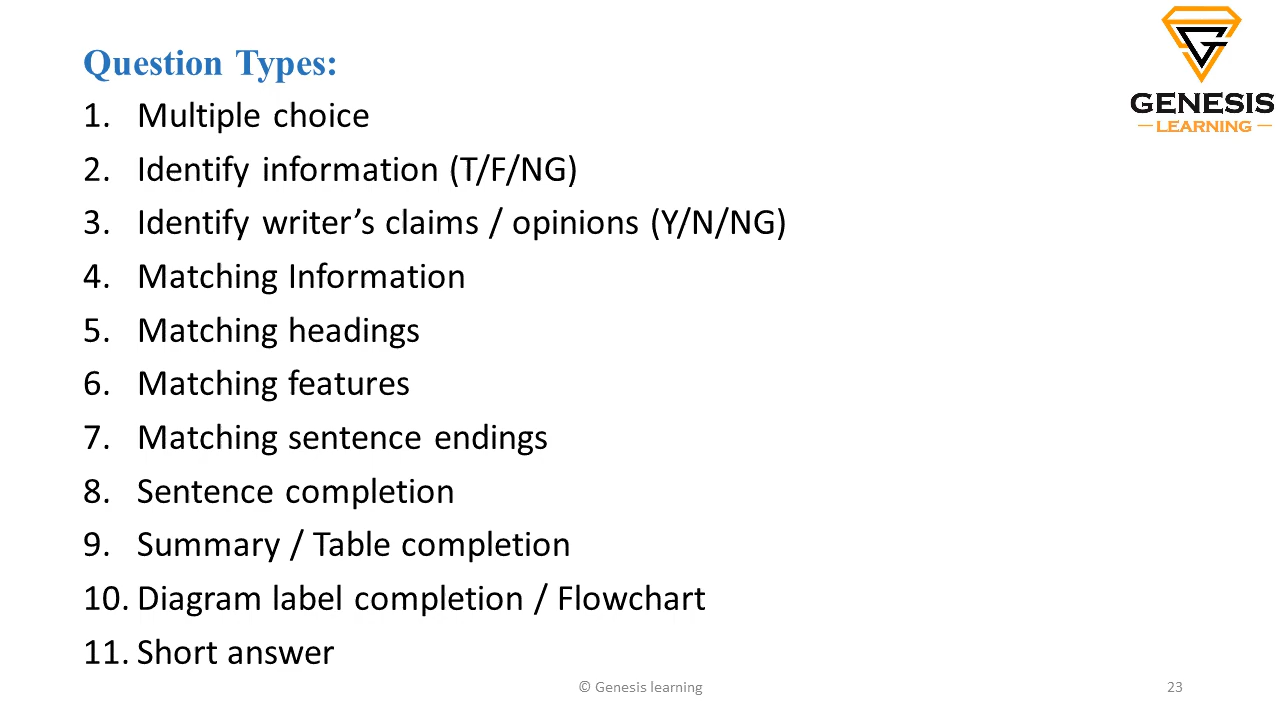 Question Types:
1. Multiple choice
2. Identify information (T/F/NG)
3. Identify writer’s claims / opinions (Y/N/NG)
4. Matching Information
5. Matching headings
6. Matching features
7. Matching sentence endings
8. Sentence completion
9. Summary / Table completion
10. Diagram label completion / Flowchart
11. Short answer
GENESIS
LEARNING
© Genesis learning
23